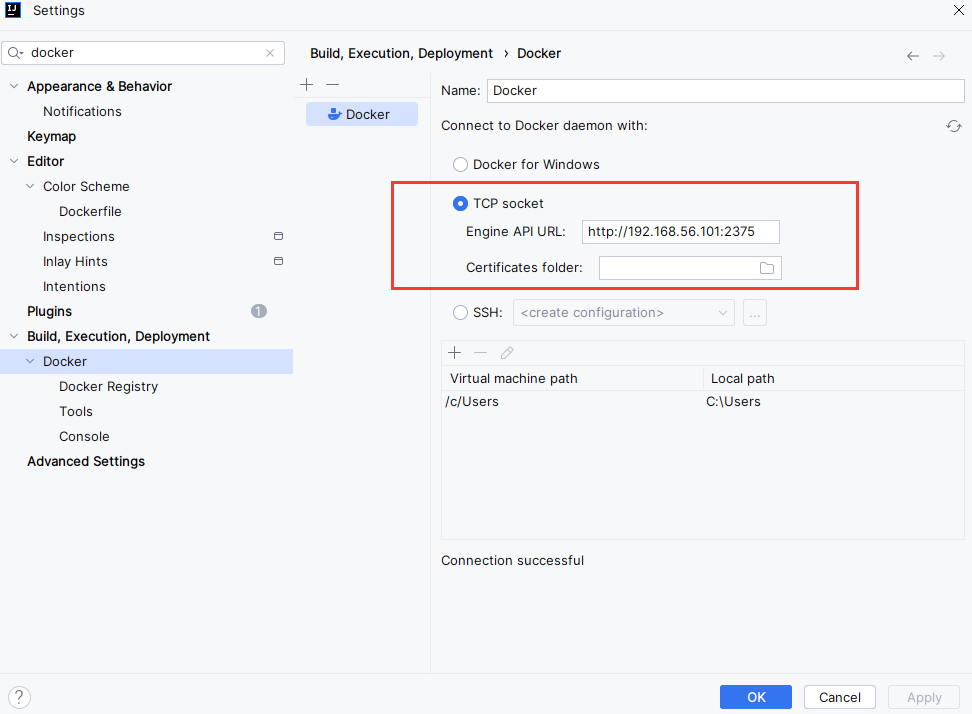 IJ
Settings
docker
Appearance & Behavior
Notifications
Keymap
Editor
Color Scheme
Dockerfile
Inspections
Inlay Hints
Intentions
Plugins
1
Build, Execution, Deployment
Docker
Docker Registry
Tools
Console
Advanced Settings
Build, Execution, Deployment › Docker
Docker
Name: Docker
Connect to Docker daemon with:
Docker for Windows
TCP socket
Engine API URL: http://192.168.56.101:2375
Certificates folder:
SSH: <create configuration> ...
Virtual machine path Local path
/c/Users C:\Users
Connection successful
?
OK Cancel Apply